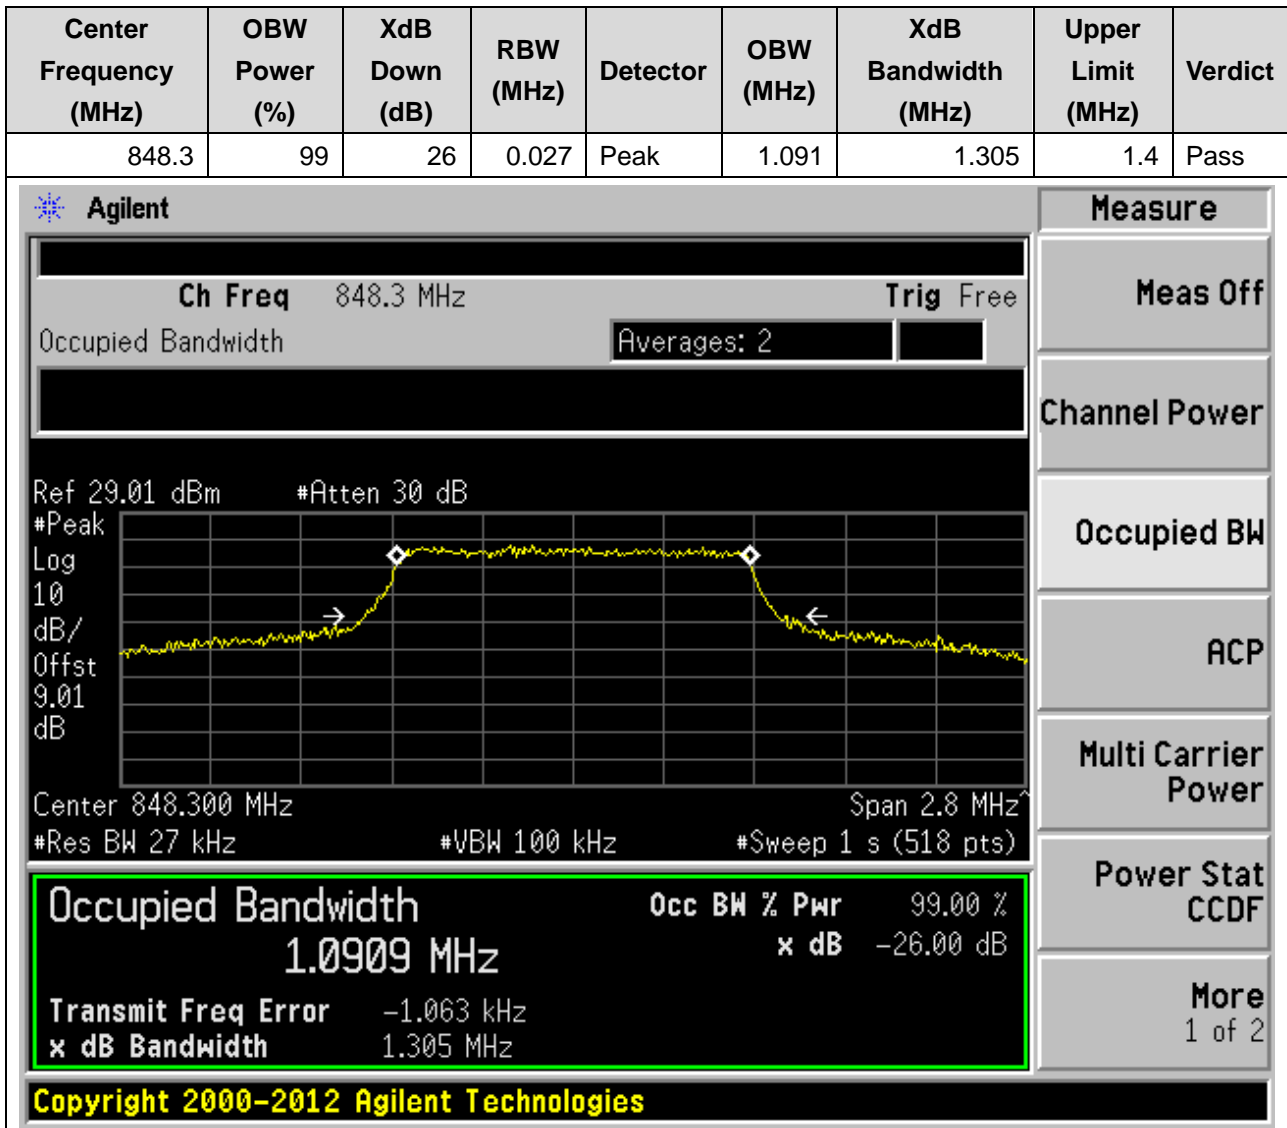 Center Frequency (MHz) OBW Power (%) XdB Down (dB) RBW (MHz) Detector OBW (MHz) XdB Bandwidth (MHz) Upper Limit (MHz) Verdict
848.3 99 26 0.027 Peak 1.091 1.305 1.4 Pass
Agilent
Measure
Ch Freq 848.3 MHz Trig Free
Occupied Bandwidth Averages: 2
Meas Off
Channel Power
Occupied BW
ACP
Multi Carrier
Power
Power Stat
CCDF
More
1 of 2
Ref 29.01 dBm #Atten 30 dB
#Peak
Log
10
dB/
Offst
9.01
dB
Center 848.300 MHz Span 2.8 MHz^
#Res BW 27 kHz #VBW 100 kHz #Sweep 1 s (518 pts)
Occupied Bandwidth Occ BW % Pwr 99.00 %
1.0909 MHz x dB -26.00 dB
Transmit Freq Error -1.063 kHz
x dB Bandwidth 1.305 MHz
Copyright 2000-2012 Agilent Technologies